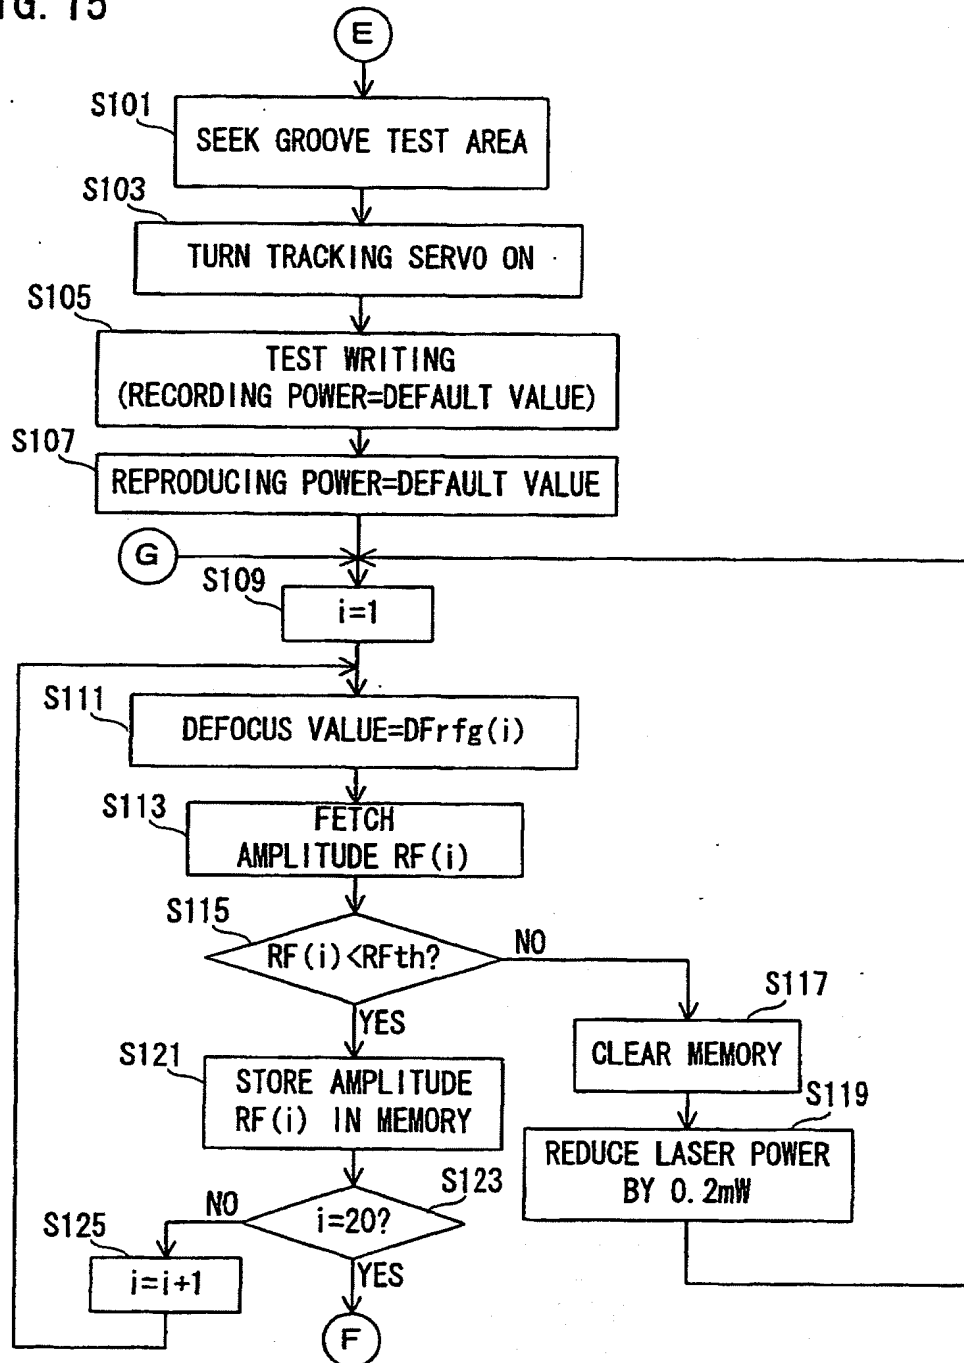 FIG. 15
E
S101
SEEK GROOVE TEST AREA
S103
TURN TRACKING SERVO ON
S105
TEST WRITING
(RECORDING POWER=DEFAULT VALUE)
S107
REPRODUCING POWER=DEFAULT VALUE
G
S109
i=1
S111
DEFOCUS VALUE=DFrfg(i)
S113
FETCH
AMPLITUDE RF(i)
S115
RF(i)<RFth?
NO
YES
S117
CLEAR MEMORY
S119
REDUCE LASER POWER
BY 0.2mW
S121
STORE AMPLITUDE
RF(i) IN MEMORY
S123
i=20?
NO
YES
S125
i=i+1
F